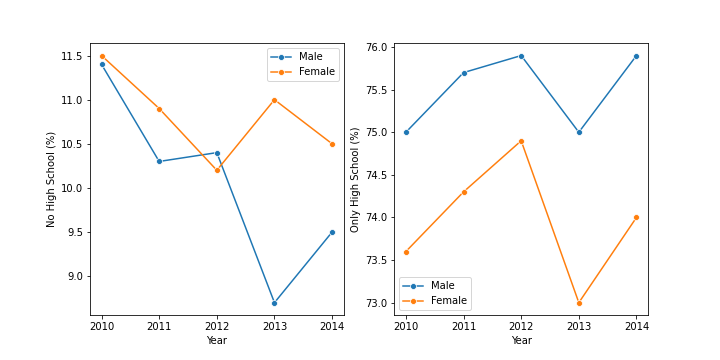 No High School (%)
11.5
11.0
10.5
10.0
9.5
9.0
2010 2011 2012 2013 2014
Year
Male
Female
Only High School (%)
76.0
75.5
75.0
74.5
74.0
73.5
73.0
2010 2011 2012 2013 2014
Year
Male
Female